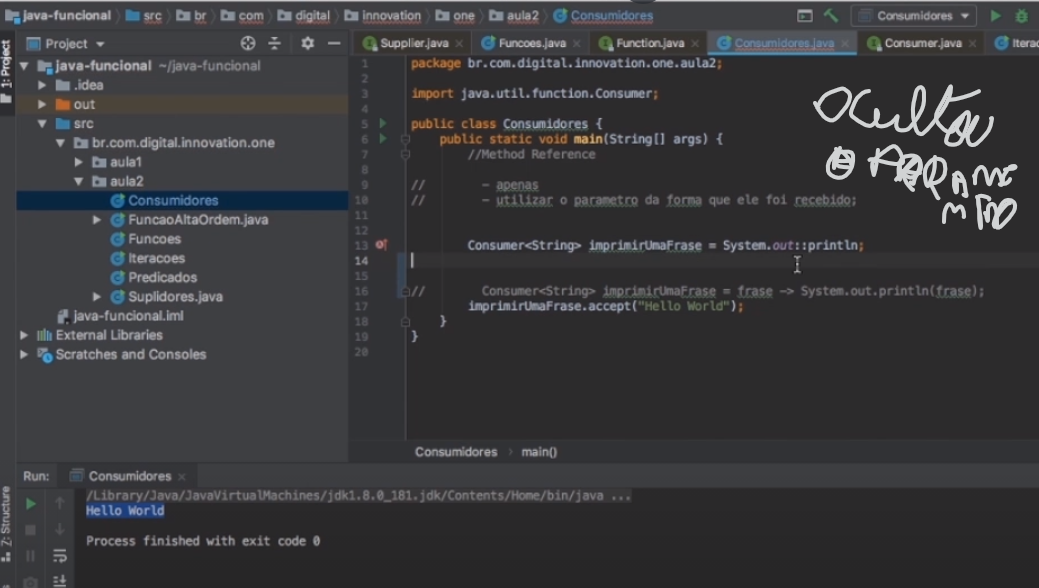 java-funcional src br com digital innovation one aula2 Consumidores Consumidores
Project
Supplier.java Funcoes.java Function.java Consumidores.java Consumer.java Iterac
1: Project
java-funcional ~/java-funcional
.idea
out
src
br.com.digital.innovation.one
aula1
aula2
Consumidores
FuncaoAltaOrdem.java
Funcoes
Iteracoes
Predicados
Suplidores.java
java-funcional.iml
External Libraries
Scratches and Consoles
1 package br.com.digital.innovation.one.aula2;
2
3 import java.util.function.Consumer;
4
5 public class Consumidores {
6 public static void main(String[] args) {
7 //Method Reference
8
9 // - apenas
10 // - utilizar o parametro da forma que ele foi recebido;
11
12
13 Consumer<String> imprimirUmaFrase = System.out::println;
14
15
16 // Consumer<String> imprimirUmaFrase = frase -> System.out.println(frase);
17 imprimirUmaFrase.accept("Hello World");
18 }
19 }
20
Ocultou
Consumidores main()
Run: Consumidores
/Library/Java/JavaVirtualMachines/jdk1.8.0_181.jdk/Contents/Home/bin/java ...
Hello World
Process finished with exit code 0
Z: Structure